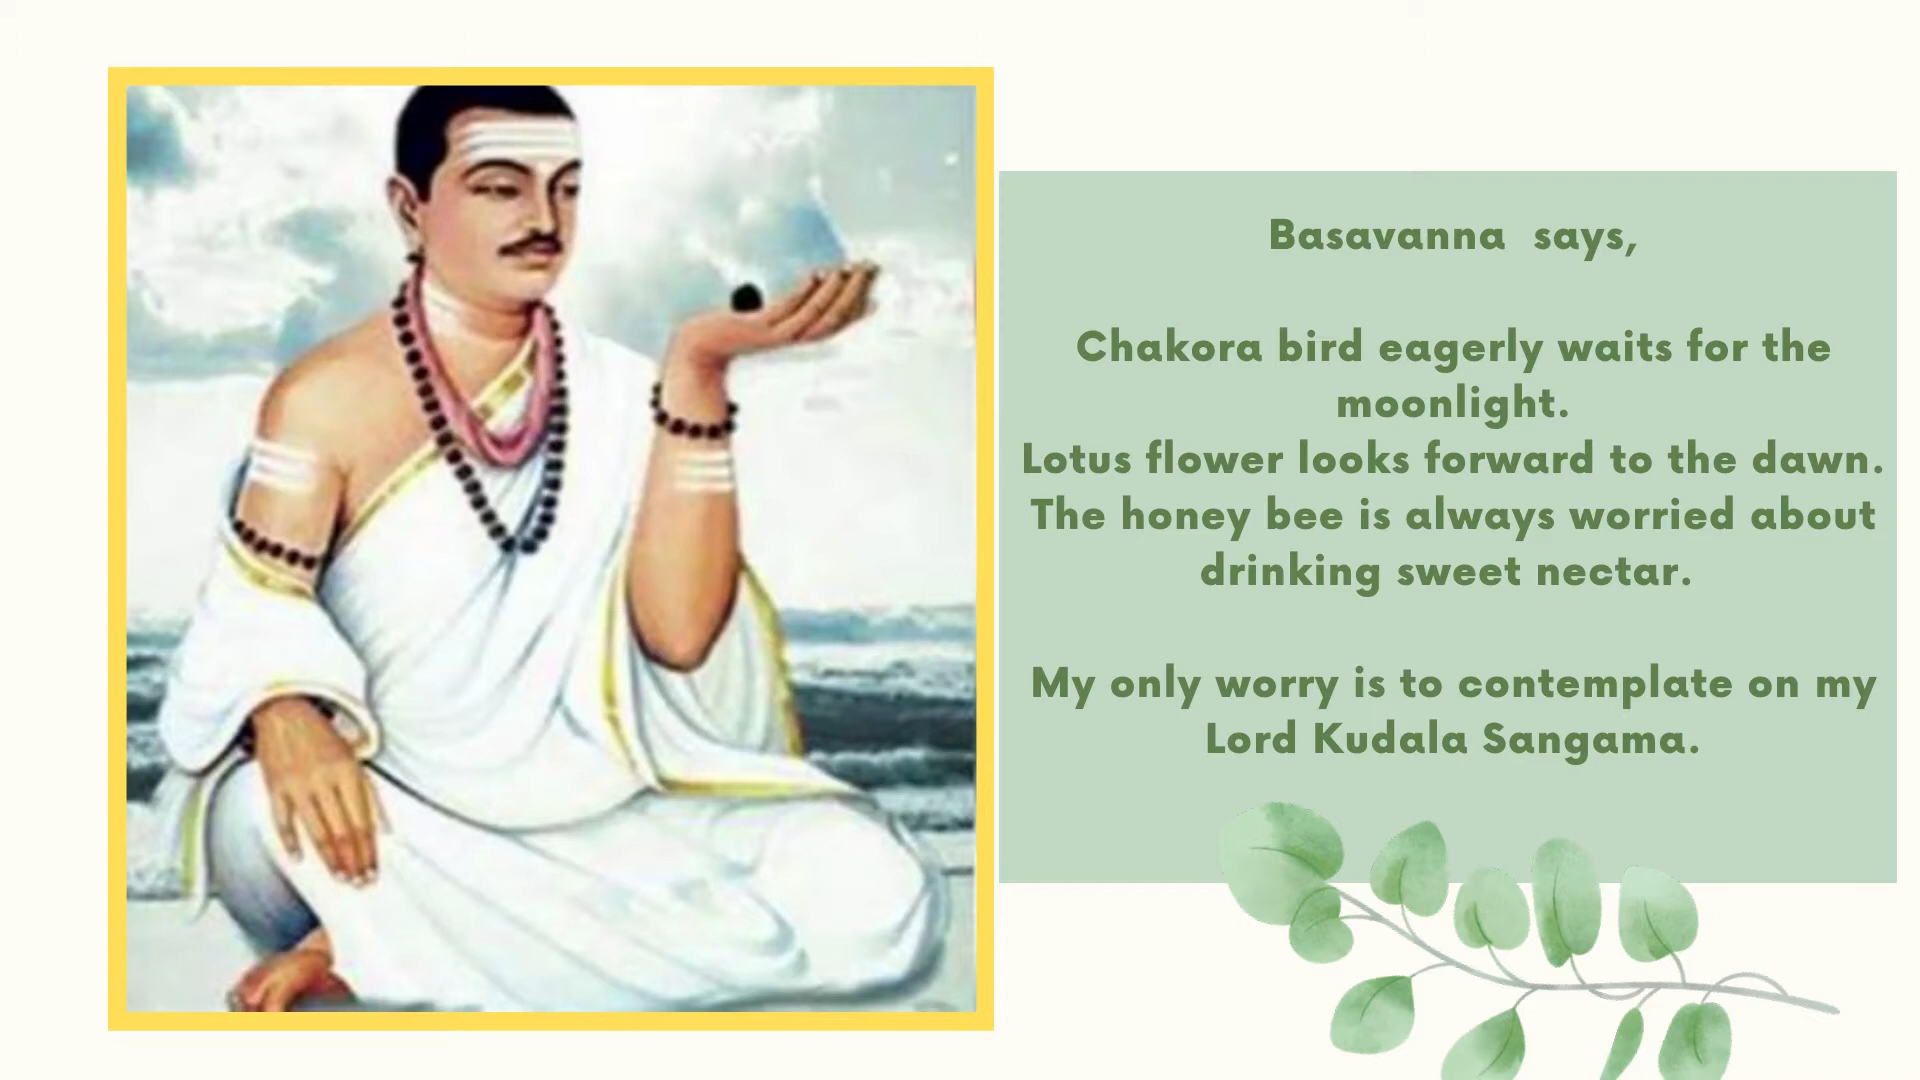 Basavanna says,
Chakora bird eagerly waits for the
moonlight.
Lotus flower looks forward to the dawn.
The honey bee is always worried about
drinking sweet nectar.
My only worry is to contemplate on my
Lord Kudala Sangama.